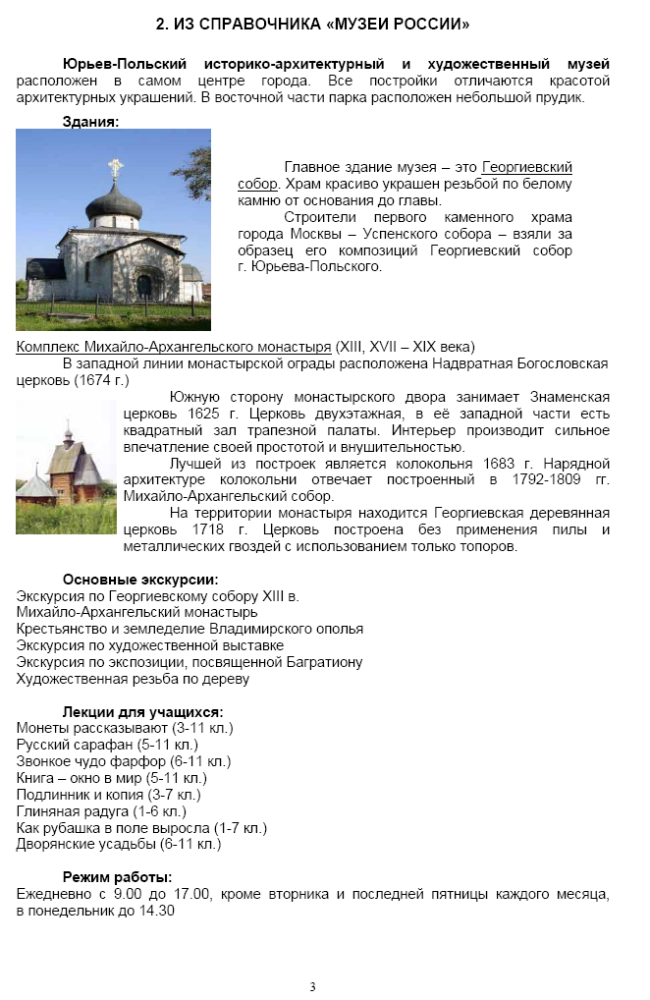 2. ИЗ СПРАВОЧНИКА «МУЗЕИ РОССИИ»
Юрьев-Польский историко-архитектурный и художественный музей
расположен в самом центре города. Все постройки отличаются красотой
архитектурных украшений. В восточной части парка расположен небольшой прудик.
Здания:
Главное здание музея – это Георгиевский
собор. Храм красиво украшен резьбой по белому
камню от основания до главы.
Строители первого каменного храма
города Москвы – Успенского собора – взяли за
образец его композиций Георгиевский собор
г. Юрьева-Польского.
Комплекс Михайло-Архангельского монастыря (XIII, XVII – XIX века)
В западной линии монастырской ограды расположена Надвратная Богословская
церковь (1674 г.)
Южную сторону монастырского двора занимает Знаменская
церковь 1625 г. Церковь двухэтажная, в её западной части есть
квадратный зал трапезной палаты. Интерьер производит сильное
впечатление своей простотой и внушительностью.
Лучшей из построек является колокольня 1683 г. Нарядной
архитектуре колокольни отвечает построенный в 1792-1809 гг.
Михайло-Архангельский собор.
На территории монастыря находится Георгиевская деревянная
церковь 1718 г. Церковь построена без применения пилы и
металлических гвоздей с использованием только топоров.
Основные экскурсии:
Экскурсия по Георгиевскому собору XIII в.
Михайло-Архангельский монастырь
Крестьянство и земледелие Владимирского ополья
Экскурсия по художественной выставке
Экскурсия по экспозиции, посвященной Багратиону
Художественная резьба по дереву
Лекции для учащихся:
Монеты рассказывают (3-11 кл.)
Русский сарафан (5-11 кл.)
Звонкое чудо фарфор (6-11 кл.)
Книга – окно в мир (5-11 кл.)
Подлинник и копия (3-7 кл.)
Глиняная радуга (1-6 кл.)
Как рубашка в поле выросла (1-7 кл.)
Дворянские усадьбы (6-11 кл.)
Режим работы:
Ежедневно с 9.00 до 17.00, кроме вторника и последней пятницы каждого месяца,
в понедельник до 14.30
3